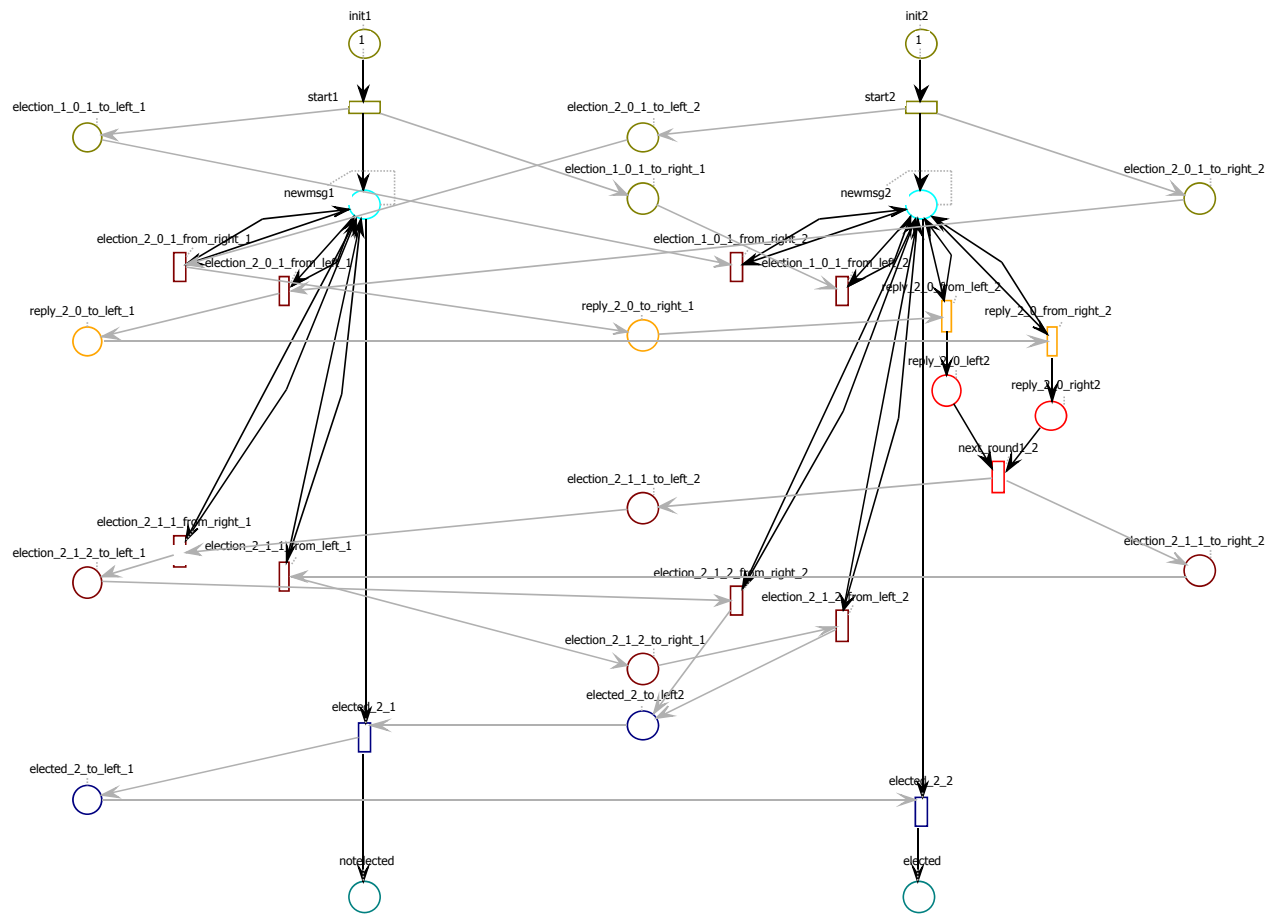 init1
init2
1
1
start1
start2
election_1_0_1_to_left_1
election_2_0_1_to_left_2
election_1_0_1_to_right_1
election_2_0_1_to_right_2
newmsg1
newmsg2
election_2_0_1_from_right_1
election_1_0_1_from_right_2
election_2_0_1_from_left_1
election_1_0_1_from_left_2
reply_2_0_from_left_2
reply_2_0_to_left_1
reply_2_0_to_right_1
reply_2_0_from_right_2
reply_2_0_left2
reply_2_0_right2
next_round1_2
election_2_1_1_to_left_2
election_2_1_1_from_right_1
election_2_1_1_from_left_1
election_2_1_1_to_right_2
election_2_1_2_to_left_1
election_2_1_2_from_right_2
election_2_1_2_from_left_2
election_2_1_2_to_right_1
elected_2_to_left2
elected_2_1
elected_2_to_left_1
elected_2_2
notelected
elected